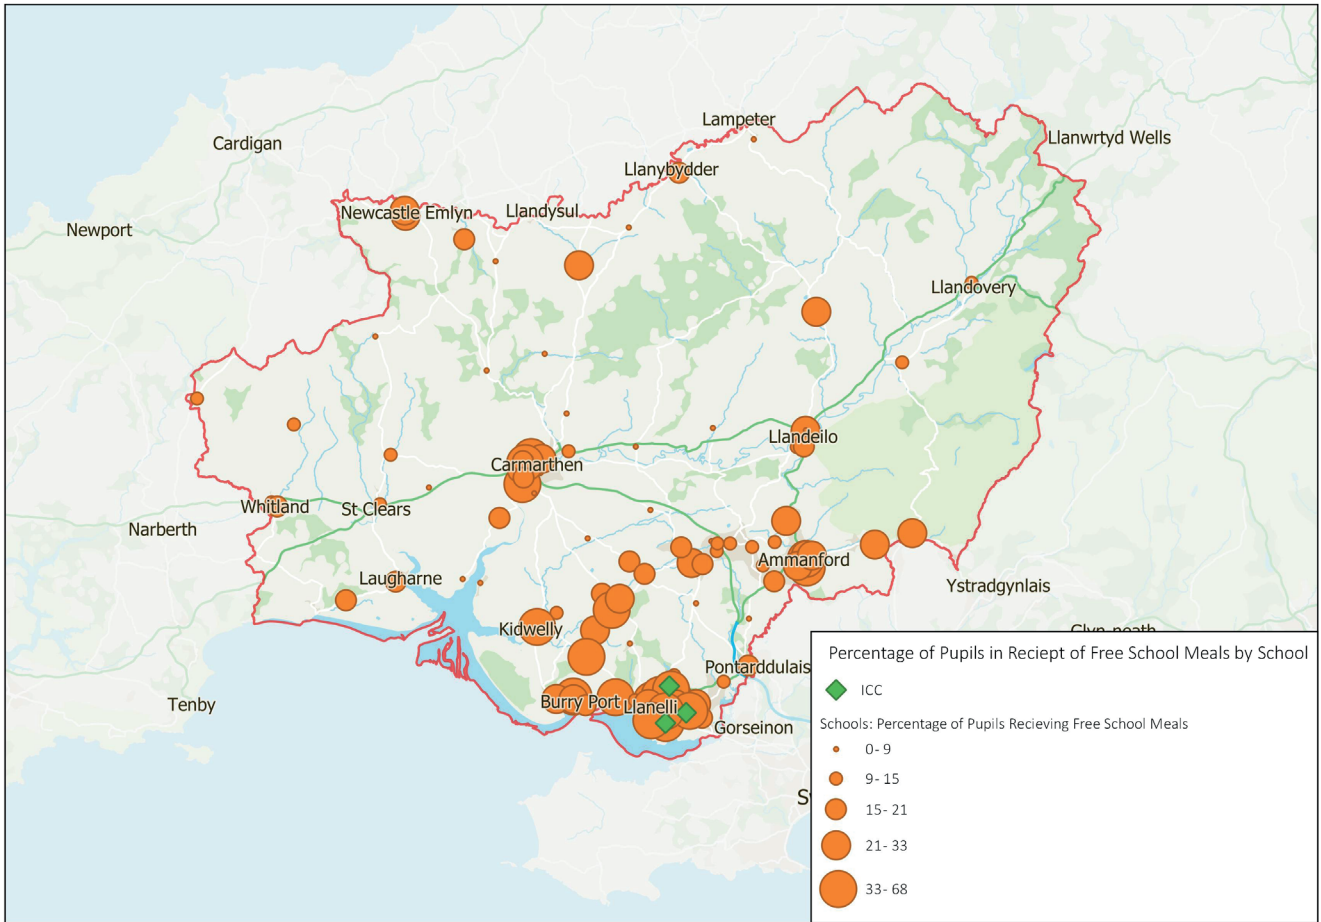 Lampeter
Llanwrtyd Wells
Cardigan
Llanybydder
Newcastle Emlyn
Llandysul
Newport
Llandovery
Llandeilo
Carmarthen
Whitland
St Clears
Narberth
Ammanford
Laugharne
Ystradgynlais
Kidwelly
Pontarddulais
Burry Port
Llanelli
Tenby
Gorseinon
Percentage of Pupils in Reciept of Free School Meals by School
ICC
Schools: Percentage of Pupils Recieving Free School Meals
0- 9
9- 15
15- 21
21- 33
33- 68